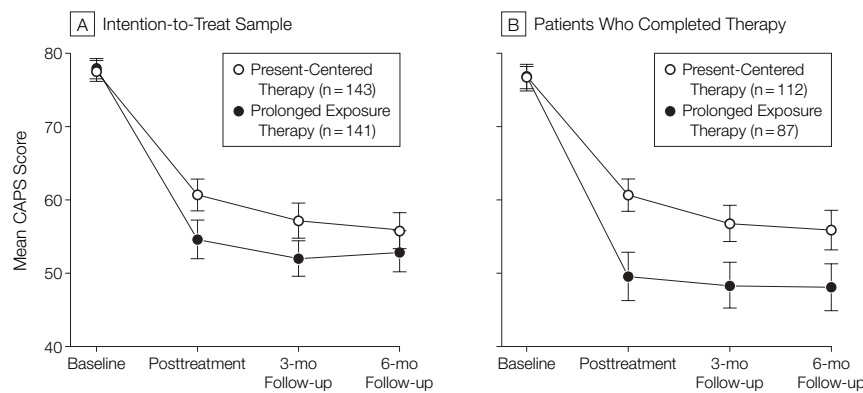 A Intention-to-Treat Sample
80
70
60
50
40
Mean CAPS Score
Present-Centered
Therapy (n=143)
Prolonged Exposure
Therapy (n=141)
Baseline
Posttreatment
3-mo
Follow-up
6-mo
Follow-up
B Patients Who Completed Therapy
Present-Centered
Therapy (n=112)
Prolonged Exposure
Therapy (n=87)
Baseline
Posttreatment
3-mo
Follow-up
6-mo
Follow-up